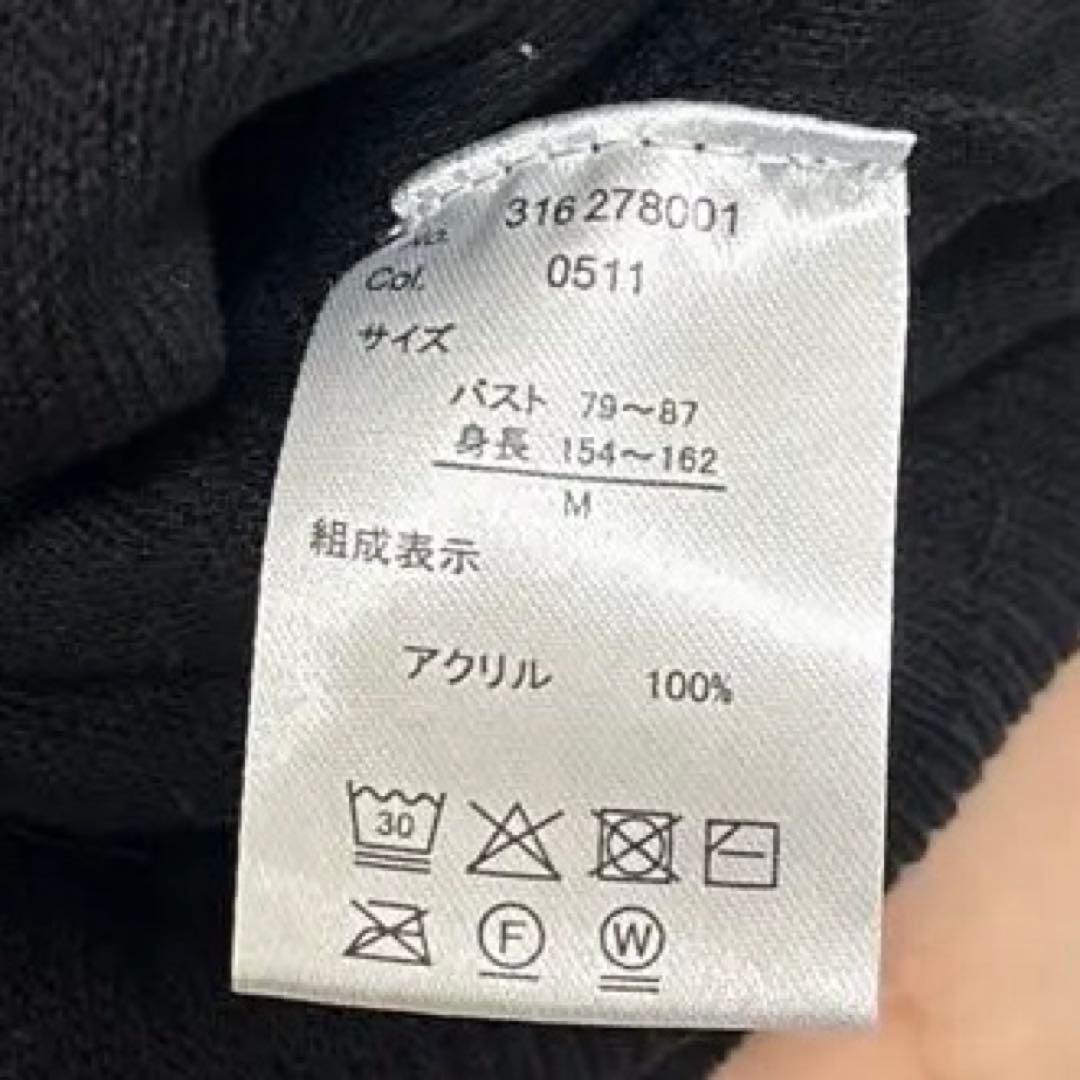 316 278001
Col. 0511
サイズ
バスト 79〜87
身長 154〜162
M
組成表示
アクリル 100%
30
F W